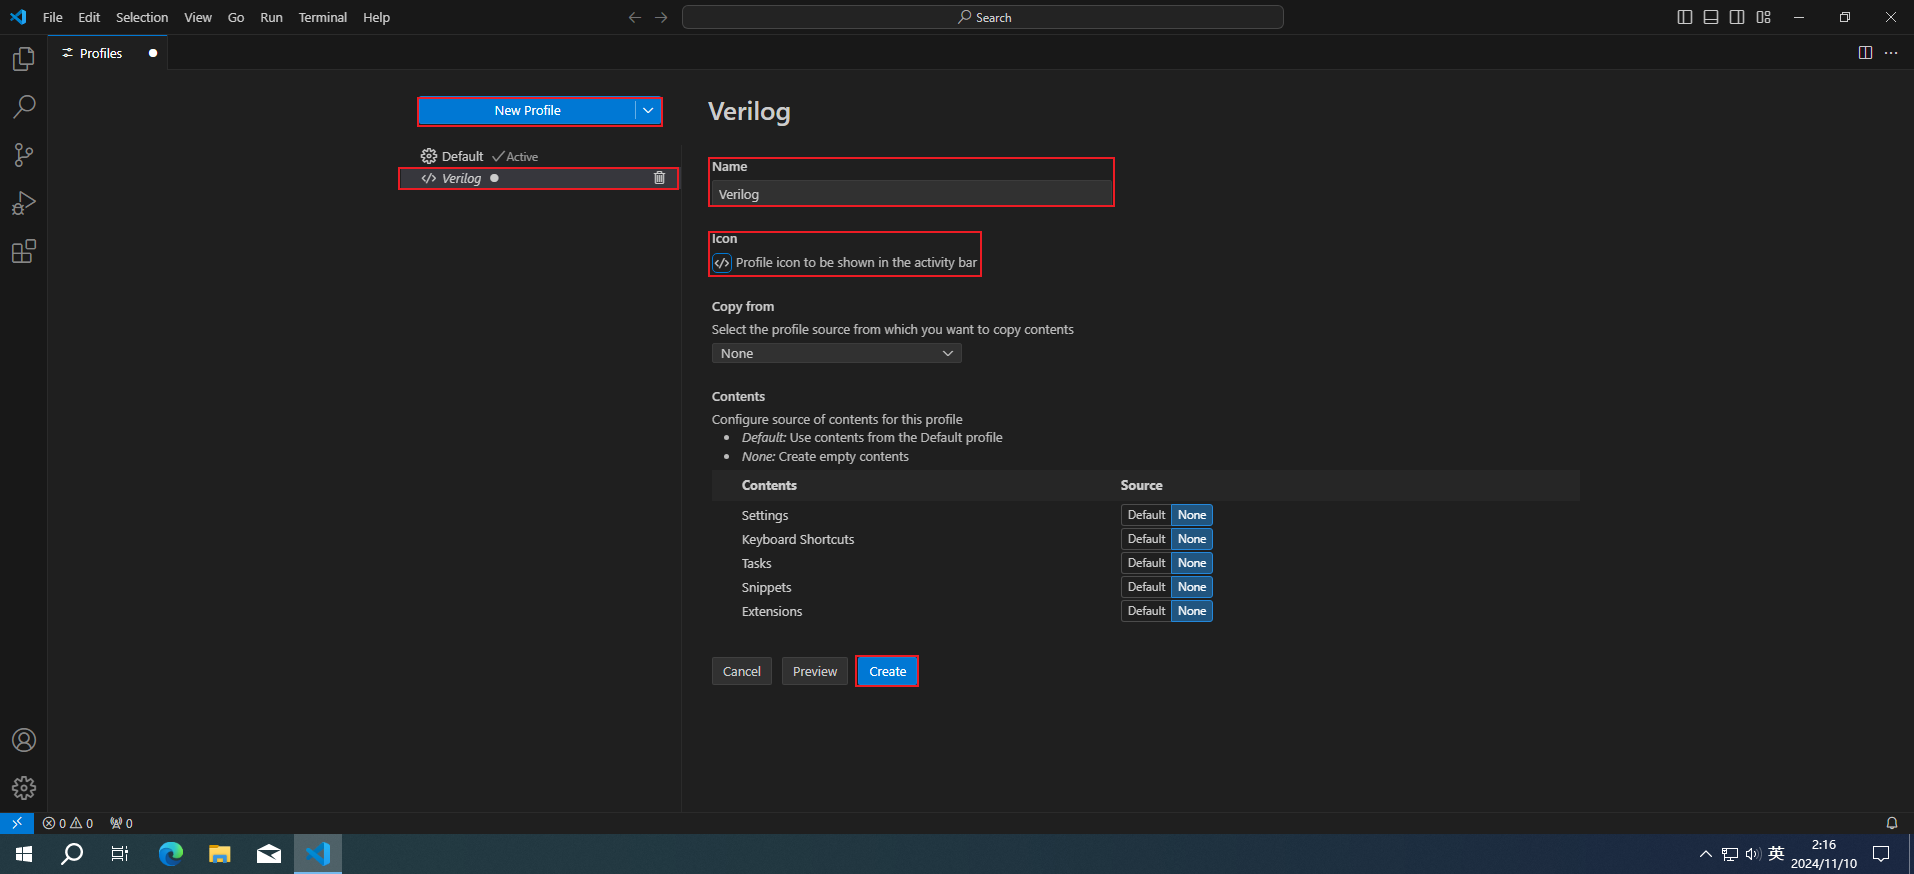 File Edit Selection View Go Run Terminal Help
Search
Profiles
New Profile
Default Active
Verilog
Verilog
Name
Verilog
Icon
Profile icon to be shown in the activity bar
Copy from
Select the profile source from which you want to copy contents
None
Contents
Configure source of contents for this profile
Default: Use contents from the Default profile
None: Create empty contents
Contents Source
Settings Default None
Keyboard Shortcuts Default None
Tasks Default None
Snippets Default None
Extensions Default None
Cancel Preview Create
0 0 0
英
2:16
2024/11/10